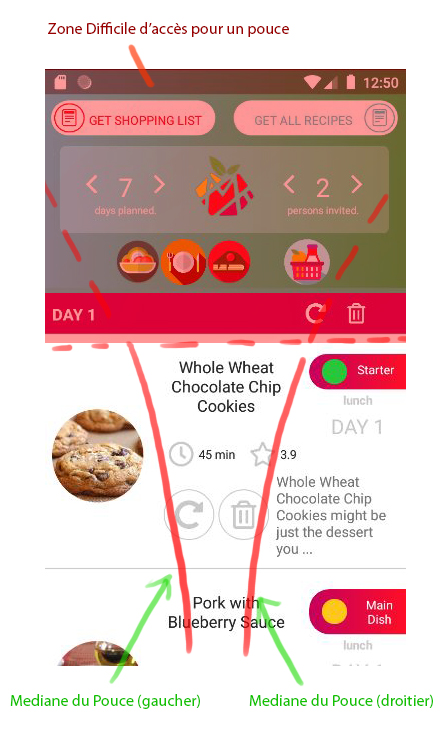 Zone Difficile d'accès pour un pouce
12:50
GET SHOPPING LIST
GET ALL RECIPES
7
days planned.
2
persons invited.
DAY 1
Whole Wheat
Chocolate Chip
Cookies
Starter
lunch
DAY 1
45 min
3.9
Whole Wheat
Chocolate Chip
Cookies might be
just the dessert
you ...
Pork with
Blueberry Sauce
Main
Dish
lunch
Mediane du Pouce (gaucher)
Mediane du Pouce (droitier)